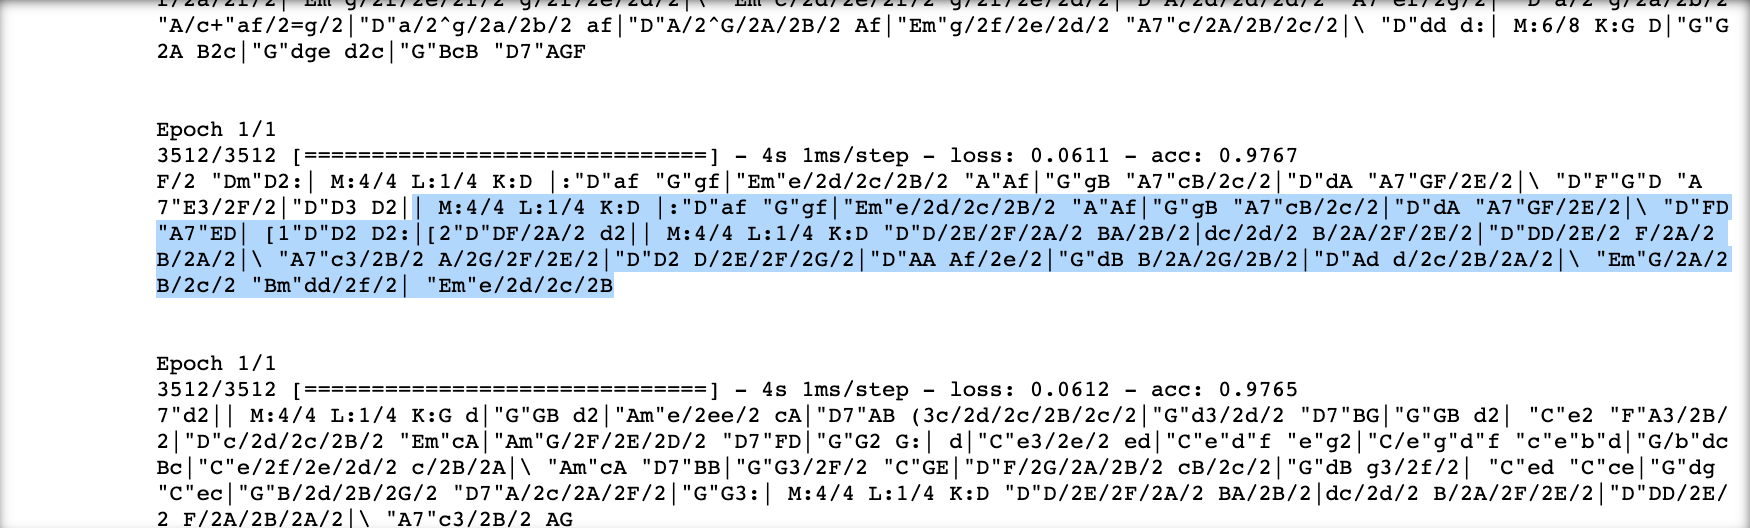 "A/c+"af/2=g/2|"D"a/2^g/2a/2b/2 af|"D"A/2^G/2A/2B/2 Af|"Em"g/2f/2e/2d/2 "A7"c/2A/2B/2c/2|\ "D"dd d:| M:6/8 K:G D|"G"G
2A B2c|"G"dge d2c|"G"BcB "D7"AGF
Epoch 1/1
3512/3512 [==============================] - 4s 1ms/step - loss: 0.0611 - acc: 0.9767
F/2 "Dm"D2:| M:4/4 L:1/4 K:D |:"D"af "G"gf|"Em"e/2d/2c/2B/2 "A"Af|"G"gB "A7"cB/2c/2|"D"dA "A7"GF/2E/2|\ "D"F"G"D "A
7"E3/2F/2|"D"D3 D2|| M:4/4 L:1/4 K:D |:"D"af "G"gf|"Em"e/2d/2c/2B/2 "A"Af|"G"gB "A7"cB/2c/2|"D"dA "A7"GF/2E/2|\ "D"FD
"A7"ED| [1"D"D2 D2:|[2"D"DF/2A/2 d2|| M:4/4 L:1/4 K:D "D"D/2E/2F/2A/2 BA/2B/2|dc/2d/2 B/2A/2F/2E/2|"D"DD/2E/2 F/2A/2
B/2A/2|\ "A7"c3/2B/2 A/2G/2F/2E/2|"D"D2 D/2E/2F/2G/2|"D"AA Af/2e/2|"G"dB B/2A/2G/2B/2|"D"Ad d/2c/2B/2A/2|\ "Em"G/2A/2
B/2c/2 "Bm"dd/2f/2| "Em"e/2d/2c/2B
Epoch 1/1
3512/3512 [==============================] - 4s 1ms/step - loss: 0.0612 - acc: 0.9765
7"d2|| M:4/4 L:1/4 K:G d|"G"GB d2|"Am"e/2ee/2 cA|"D7"AB (3c/2d/2c/2B/2c/2|"G"d3/2d/2 "D7"BG|"G"GB d2| "C"e2 "F"A3/2B/
2|"D"c/2d/2c/2B/2 "Em"cA|"Am"G/2F/2E/2D/2 "D7"FD|"G"G2 G:| d|"C"e3/2e/2 ed|"C"e"d"f "e"g2|"C/e"g"d"f "c"e"b"d|"G/b"dc
Bc|"C"e/2f/2e/2d/2 c/2B/2A|\ "Am"cA "D7"BB|"G"G3/2F/2 "C"GE|"D"F/2G/2A/2B/2 cB/2c/2|"G"dB g3/2f/2| "C"ed "C"ce|"G"dg
"C"ec|"G"B/2d/2B/2G/2 "D7"A/2c/2A/2F/2|"G"G3:| M:4/4 L:1/4 K:D "D"D/2E/2F/2A/2 BA/2B/2|dc/2d/2 B/2A/2F/2E/2|"D"DD/2E/
2 F/2A/2B/2A/2|\ "A7"c3/2B/2 AG